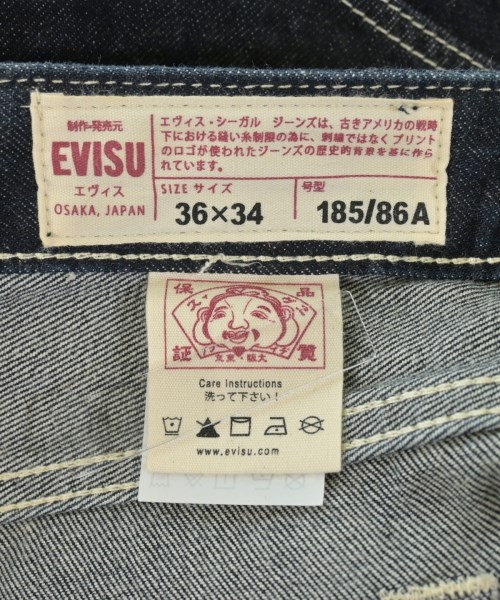 制作・発売元
EVISU
エヴィス
OSAKA, JAPAN
エヴィス・シーガル ジーンズは、古きアメリカの戦時
下における縫い糸制限の為に、刺繍ではなくプリント
のロゴが使われたジーンズの歴史的背景を基に作ら
れています。
SIZE サイズ
36×34
号型
185/86A
保 品
証 質
Care Instructions
洗って下さい!
www.evisu.com